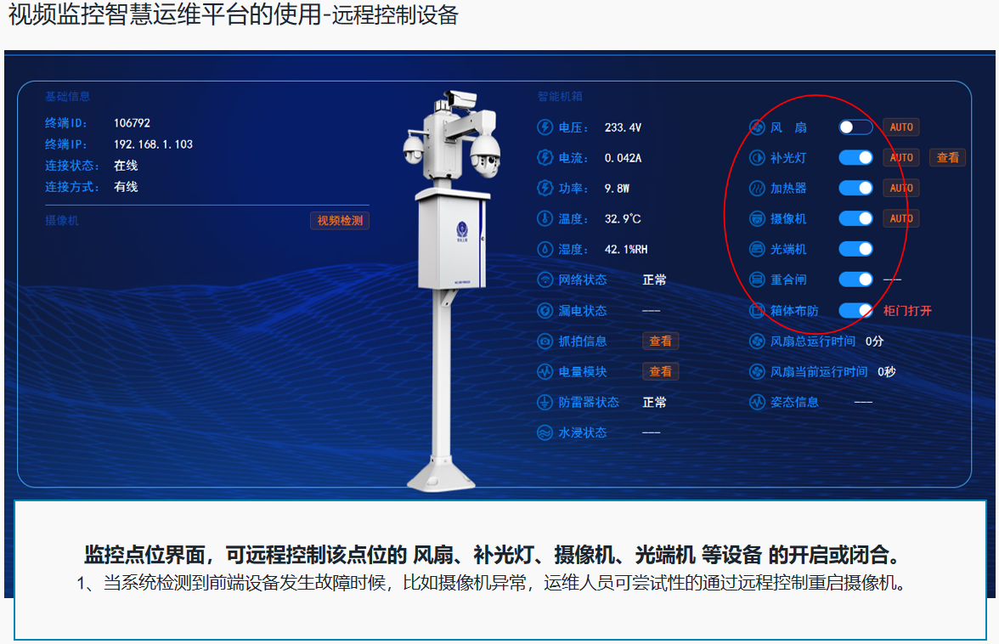 视频监控智慧运维平台的使用-远程控制设备
基础信息
终端ID: 106792
终端IP: 192.168.1.103
连接状态: 在线
连接方式: 有线
摄像机 视频检测
智能机箱
电压: 233.4V
电流: 0.042A
功率: 9.8W
温度: 32.9℃
湿度: 42.1%RH
网络状态 正常
漏电状态 ---
抓拍信息 查看
电量模块 查看
防雷器状态 正常
水浸状态 ---
风 扇 AUTO
补光灯 AUTO 查看
加热器 AUTO
摄像机 AUTO
光端机
重合闸 ---
箱体布防 柜门打开
风扇总运行时间 0分
风扇当前运行时间 0秒
姿态信息 ---
监控点位界面，可远程控制该点位的 风扇、补光灯、摄像机、光端机 等设备 的开启或闭合。
1、当系统检测到前端设备发生故障时候，比如摄像机异常，运维人员可尝试性的通过远程控制重启摄像机。